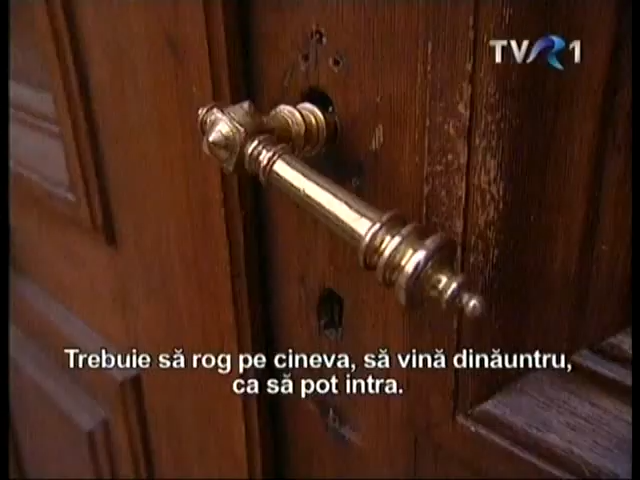 TVR1
Trebuie să rog pe cineva, să vină dinăuntru,
ca să pot intra.